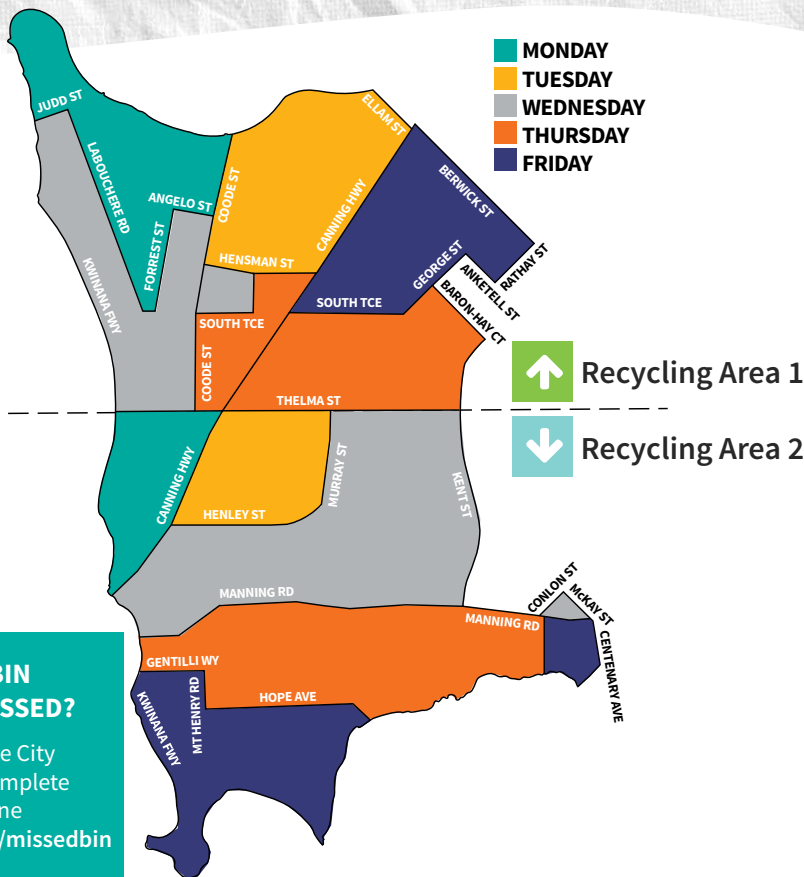 MONDAY
TUESDAY
WEDNESDAY
THURSDAY
FRIDAY
JUDD ST
LABOUCHERE RD
ANGELO ST
FORREST ST
COODE ST
ELLAM ST
CANNING HWY
BERWICK ST
KWINANA FWY
HENSMAN ST
GEORGE ST
RATHAY ST
ANKETELL ST
SOUTH TCE
BARON-HAY CT
SOUTH TCE
COODE ST
THELMA ST
Recycling Area 1
Recycling Area 2
CANNING HWY
MURRAY ST
KENT ST
HENLEY ST
MANNING RD
CONLON ST
McKAY ST
MANNING RD
CENTENARY AVE
GENTILLI WY
KWINANA FWY
MT HENRY RD
HOPE AVE
BIN
SSED?
e City
mplete
ne
/missedbin